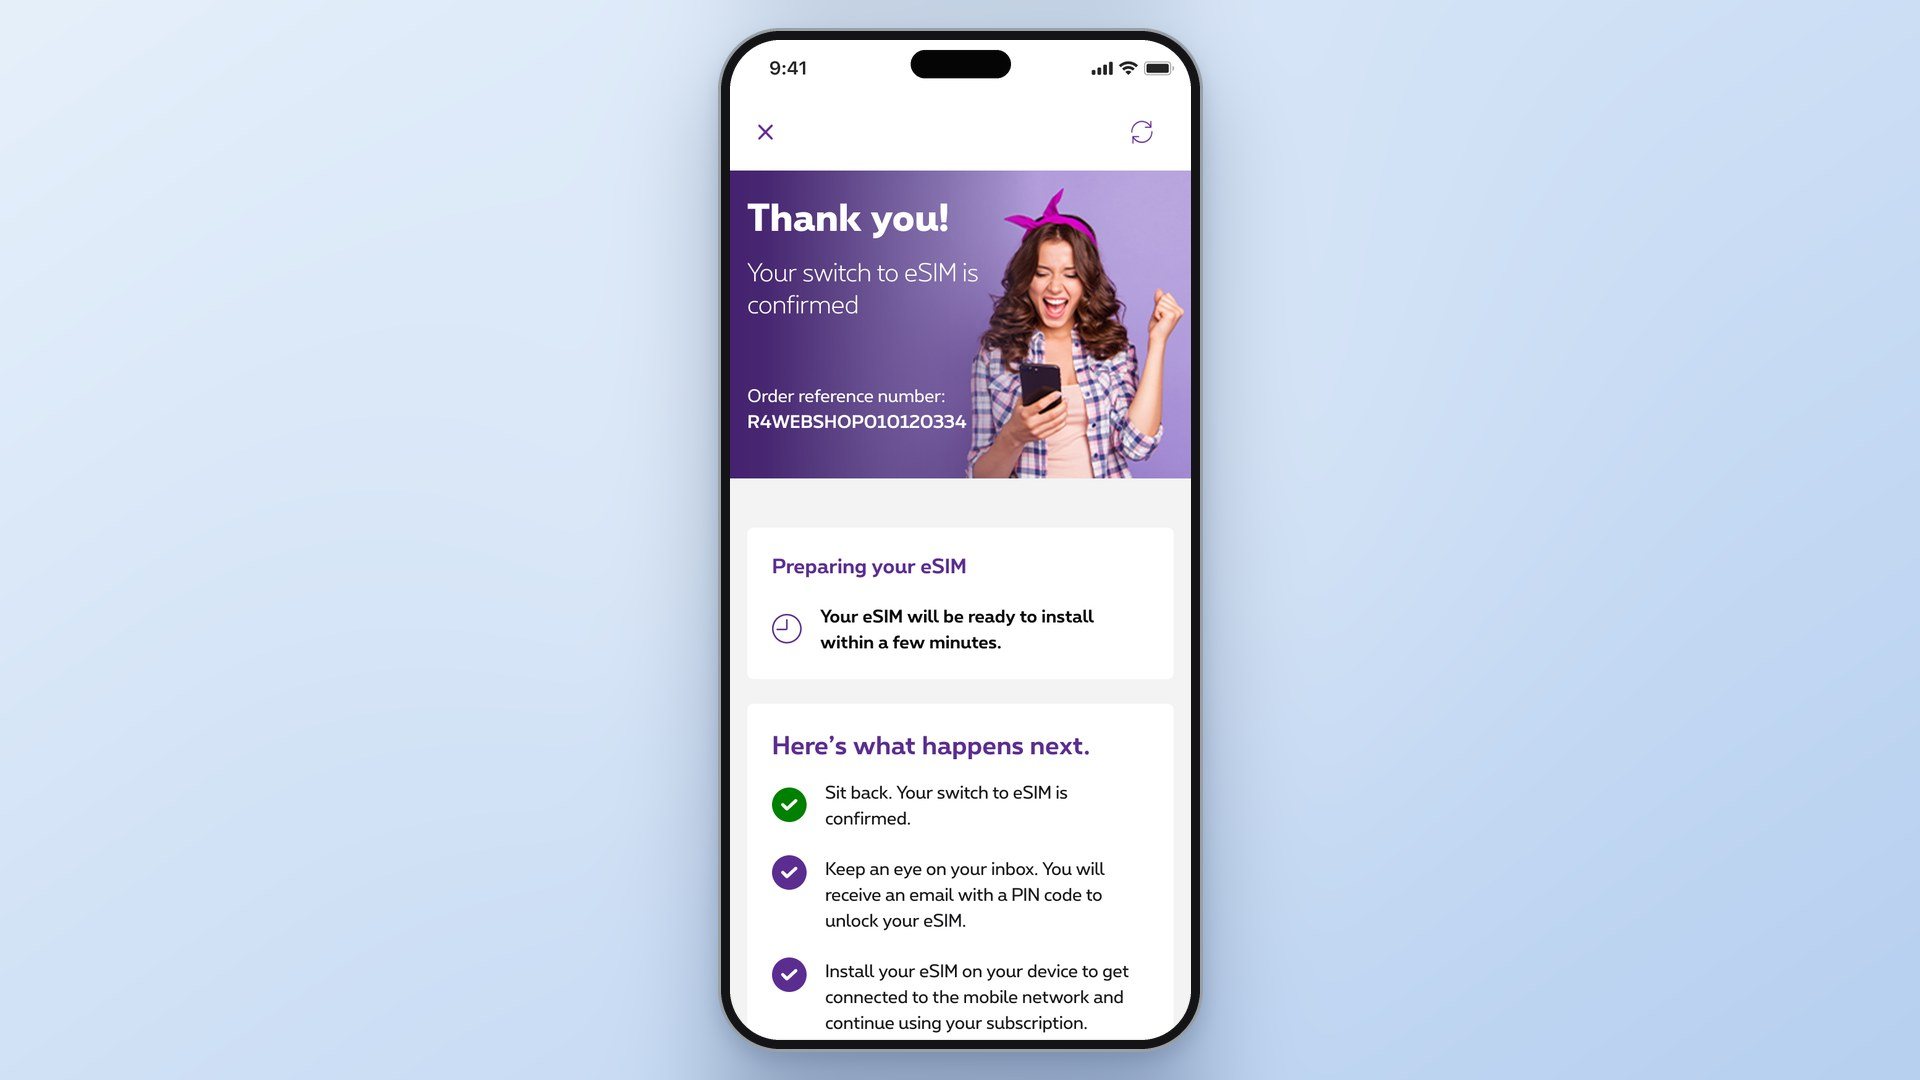 9:41
Thank you!
Your switch to eSIM is
confirmed
Order reference number:
R4WEBSHOP010120334
Preparing your eSIM
Your eSIM will be ready to install
within a few minutes.
Here’s what happens next.
Sit back. Your switch to eSIM is
confirmed.
Keep an eye on your inbox. You will
receive an email with a PIN code to
unlock your eSIM.
Install your eSIM on your device to get
connected to the mobile network and
continue using your subscription.